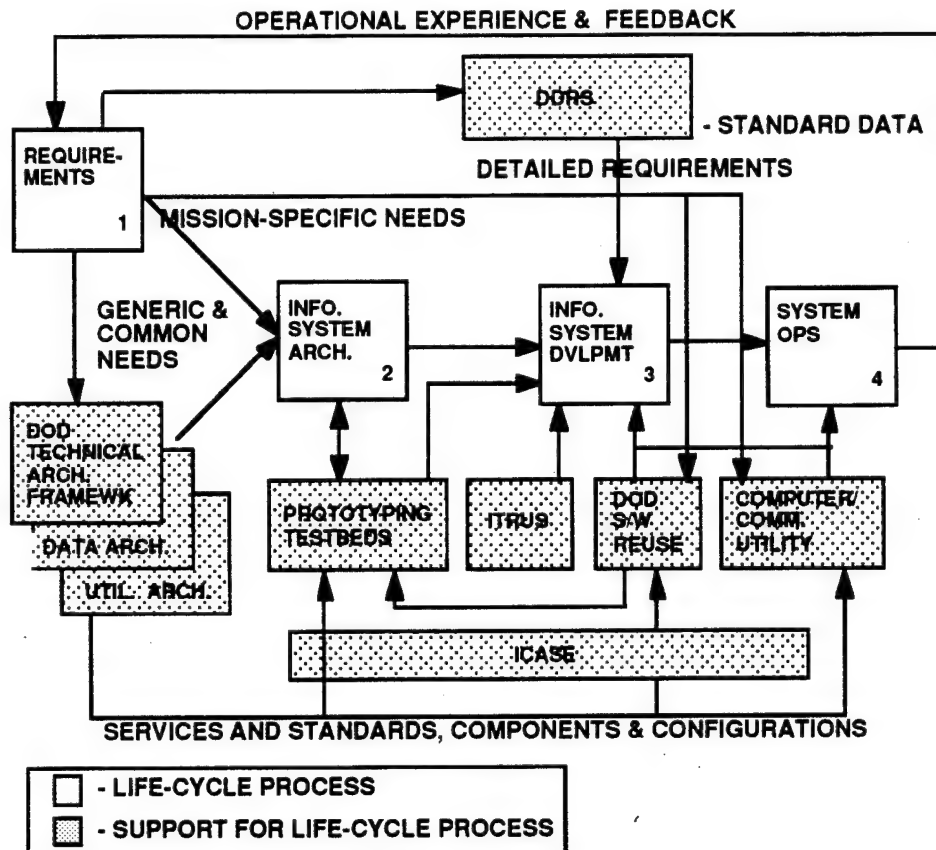 OPERATIONAL EXPERIENCE & FEEDBACK
DDRS
- STANDARD DATA
REQUIRE-
MENTS
1
DETAILED REQUIREMENTS
MISSION-SPECIFIC NEEDS
GENERIC &
COMMON
NEEDS
INFO.
SYSTEM
ARCH.
2
INFO.
SYSTEM
DVLPMT
3
SYSTEM
OPS
4
DOD
TECHNICAL
ARCH.
FRAMEWK
DATA ARCH.
UTIL. ARCH.
PROTOTYPING
TESTBEDS
ITRUS
DOD
S/W
REUSE
COMPUTER/
COMM.
UTILITY
ICASE
SERVICES AND STANDARDS, COMPONENTS & CONFIGURATIONS
- LIFE-CYCLE PROCESS
- SUPPORT FOR LIFE-CYCLE PROCESS